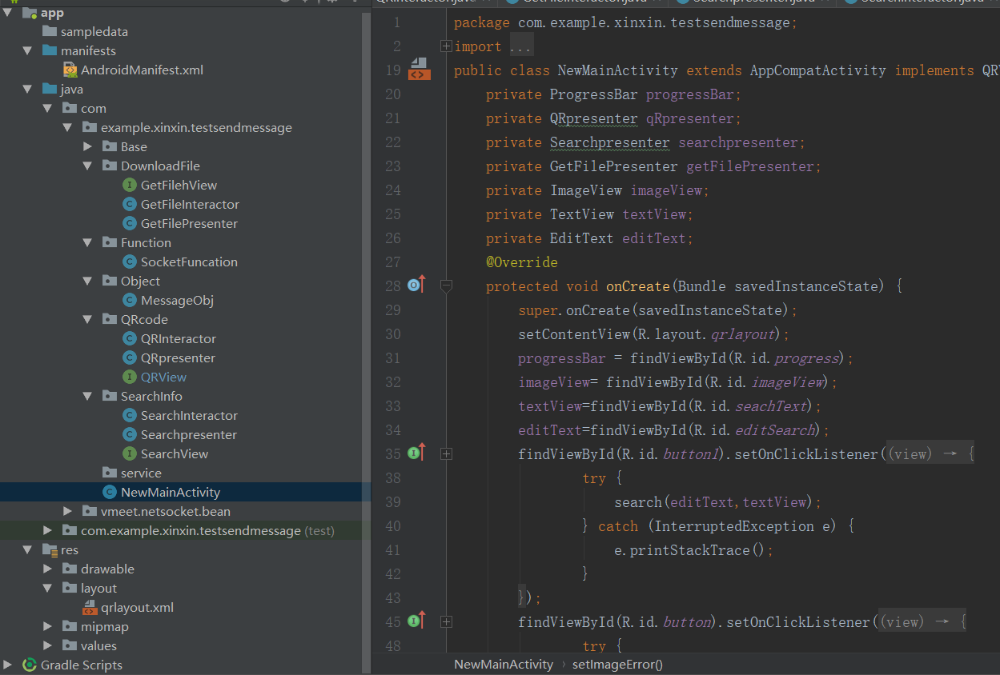 app
sampledata
manifests
AndroidManifest.xml
java
com
example.xinxin.testsendmessage
Base
DownloadFile
GetFilehView
GetFileInteractor
GetFilePresenter
Function
SocketFuncation
Object
MessageObj
QRcode
QRInteractor
QRpresenter
QRView
SearchInfo
SearchInteractor
Searchpresenter
SearchView
service
NewMainActivity
vmeet.netsocket.bean
com.example.xinxin.testsendmessage (test)
res
drawable
layout
qrlayout.xml
mipmap
values
Gradle Scripts
1 package com.example.xinxin.testsendmessage;
2 import ...
19 public class NewMainActivity extends AppCompatActivity implements
20 private ProgressBar progressBar;
21 private QRpresenter qRpresenter;
22 private Searchpresenter searchpresenter;
23 private GetFilePresenter getFilePresenter;
24 private ImageView imageView;
25 private TextView textView;
26 private EditText editText;
27 @Override
28 protected void onCreate(Bundle savedInstanceState) {
29 super.onCreate(savedInstanceState);
30 setContentView(R.layout.qrlayout);
31 progressBar = findViewById(R.id.progress);
32 imageView= findViewById(R.id.imageView);
33 textView=findViewById(R.id.seachText);
34 editText=findViewById(R.id.editSearch);
35 findViewById(R.id.button1).setOnClickListener((view) → {
38 try {
39 search(editText,textView);
40 } catch (InterruptedException e) {
41 e.printStackTrace();
42 }
43 });
45 findViewById(R.id.button).setOnClickListener((view) → {
48 try {
NewMainActivity › setImageError()